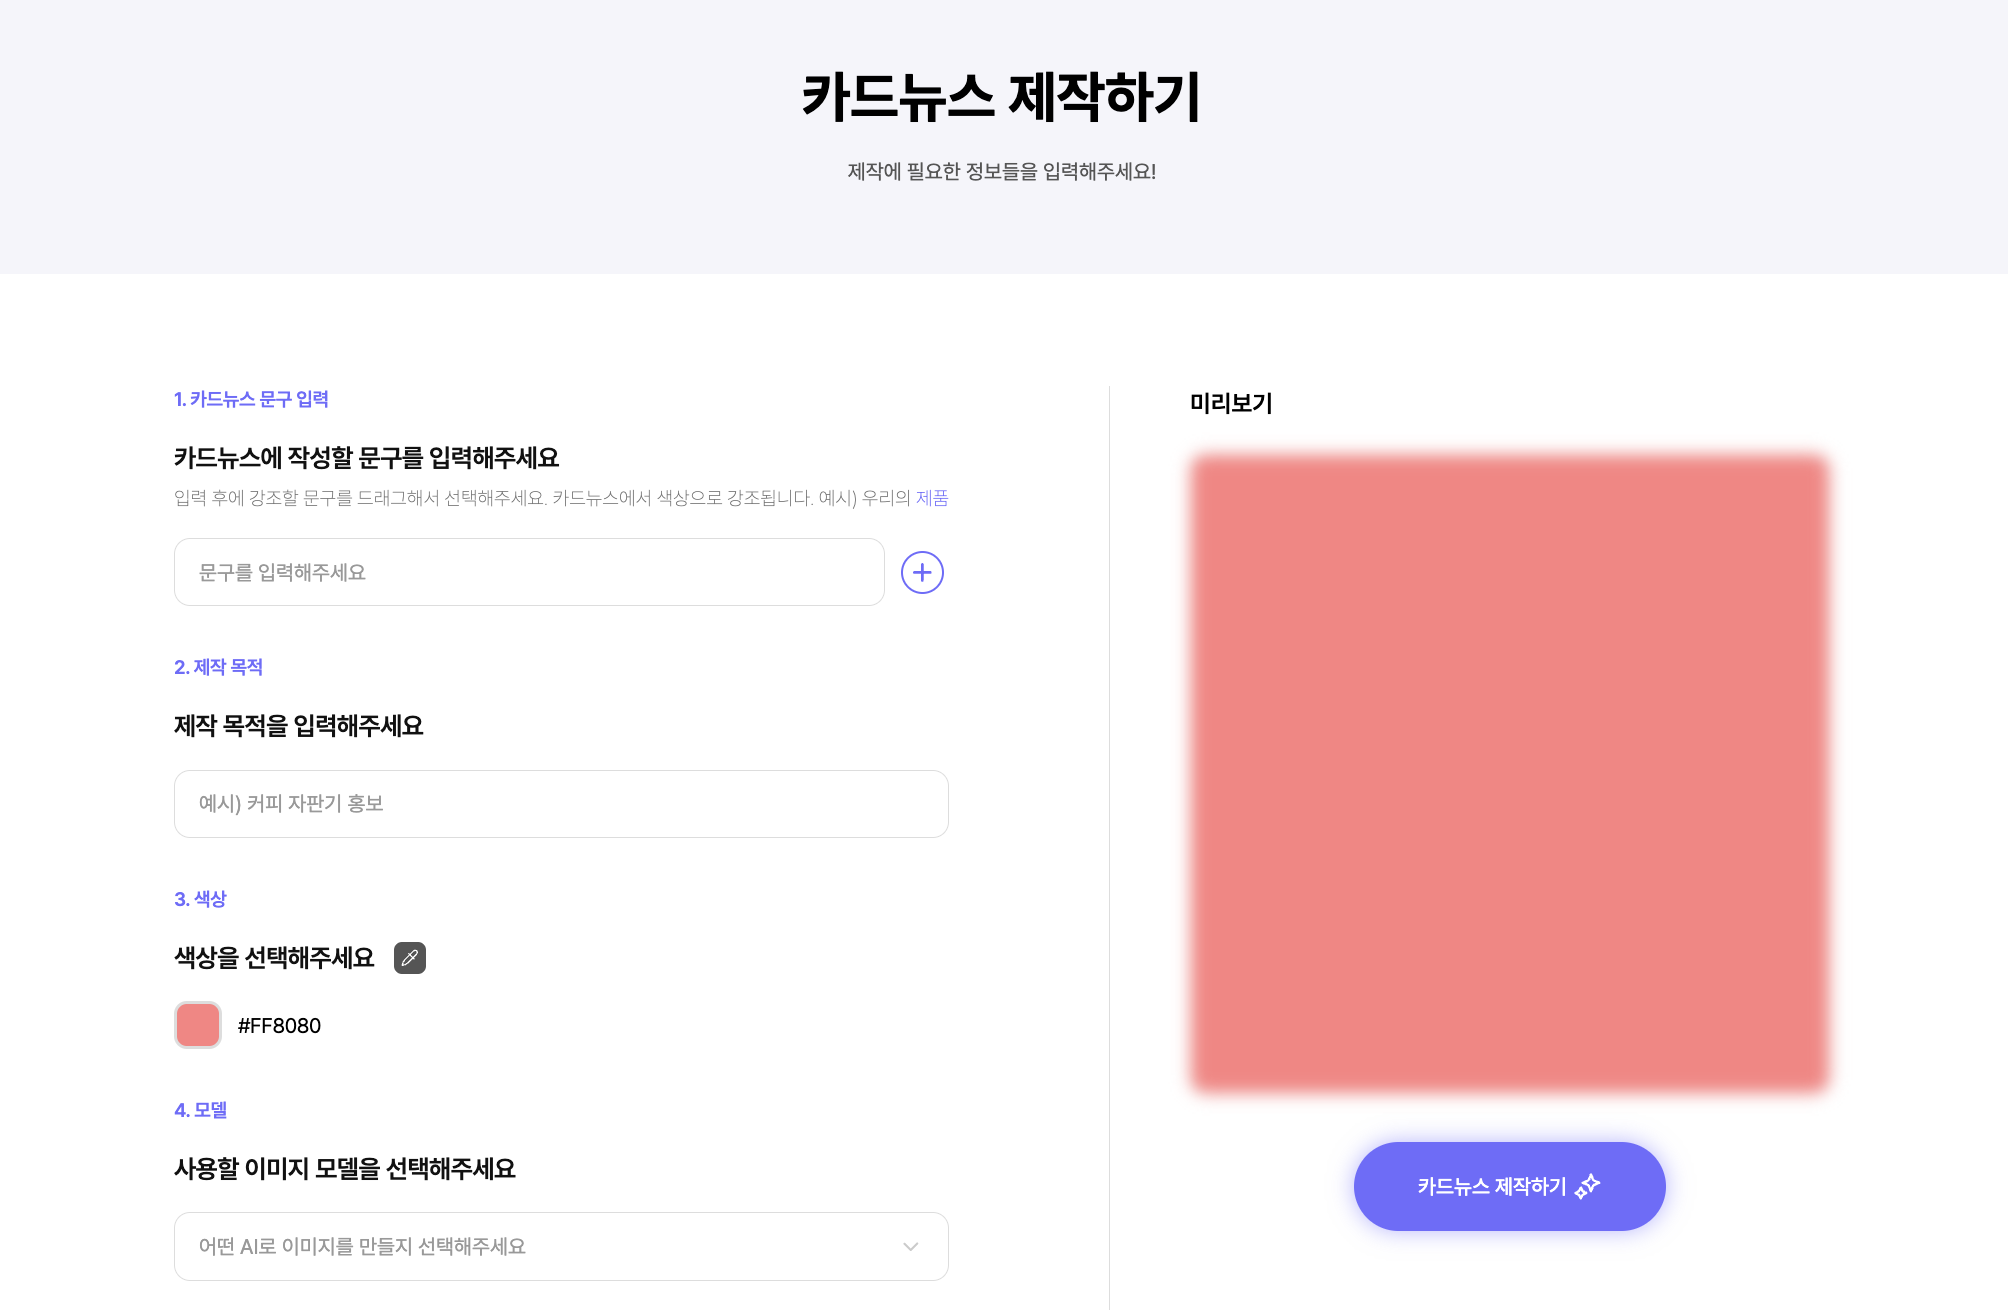 카드뉴스 제작하기
제작에 필요한 정보들을 입력해주세요!
1. 카드뉴스 문구 입력
카드뉴스에 작성할 문구를 입력해주세요
입력 후에 강조할 문구를 드래그해서 선택해주세요. 카드뉴스에서 색상으로 강조됩니다. 예시) 우리의 제품
문구를 입력해주세요
2. 제작 목적
제작 목적을 입력해주세요
예시) 커피 자판기 홍보
3. 색상
색상을 선택해주세요
#FF8080
4. 모델
사용할 이미지 모델을 선택해주세요
어떤 AI로 이미지를 만들지 선택해주세요
미리보기
카드뉴스 제작하기